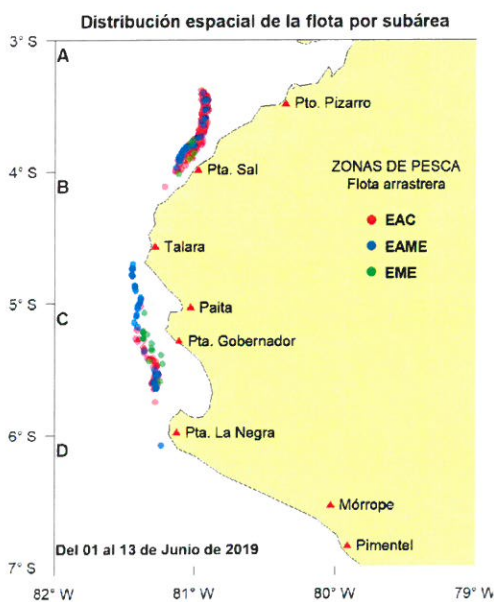 Distribución espacial de la flota por subárea
3° S
A
Pto. Pizarro
4° S
Pta. Sal
B
ZONAS DE PESCA
Flota arrastrera
EAC
EAME
EME
Talara
5° S
Paita
C
Pta. Gobernador
6° S
Pta. La Negra
D
Mórrope
Del 01 al 13 de Junio de 2019
Pimentel
7° S
82° W
81° W
80° W
79° W